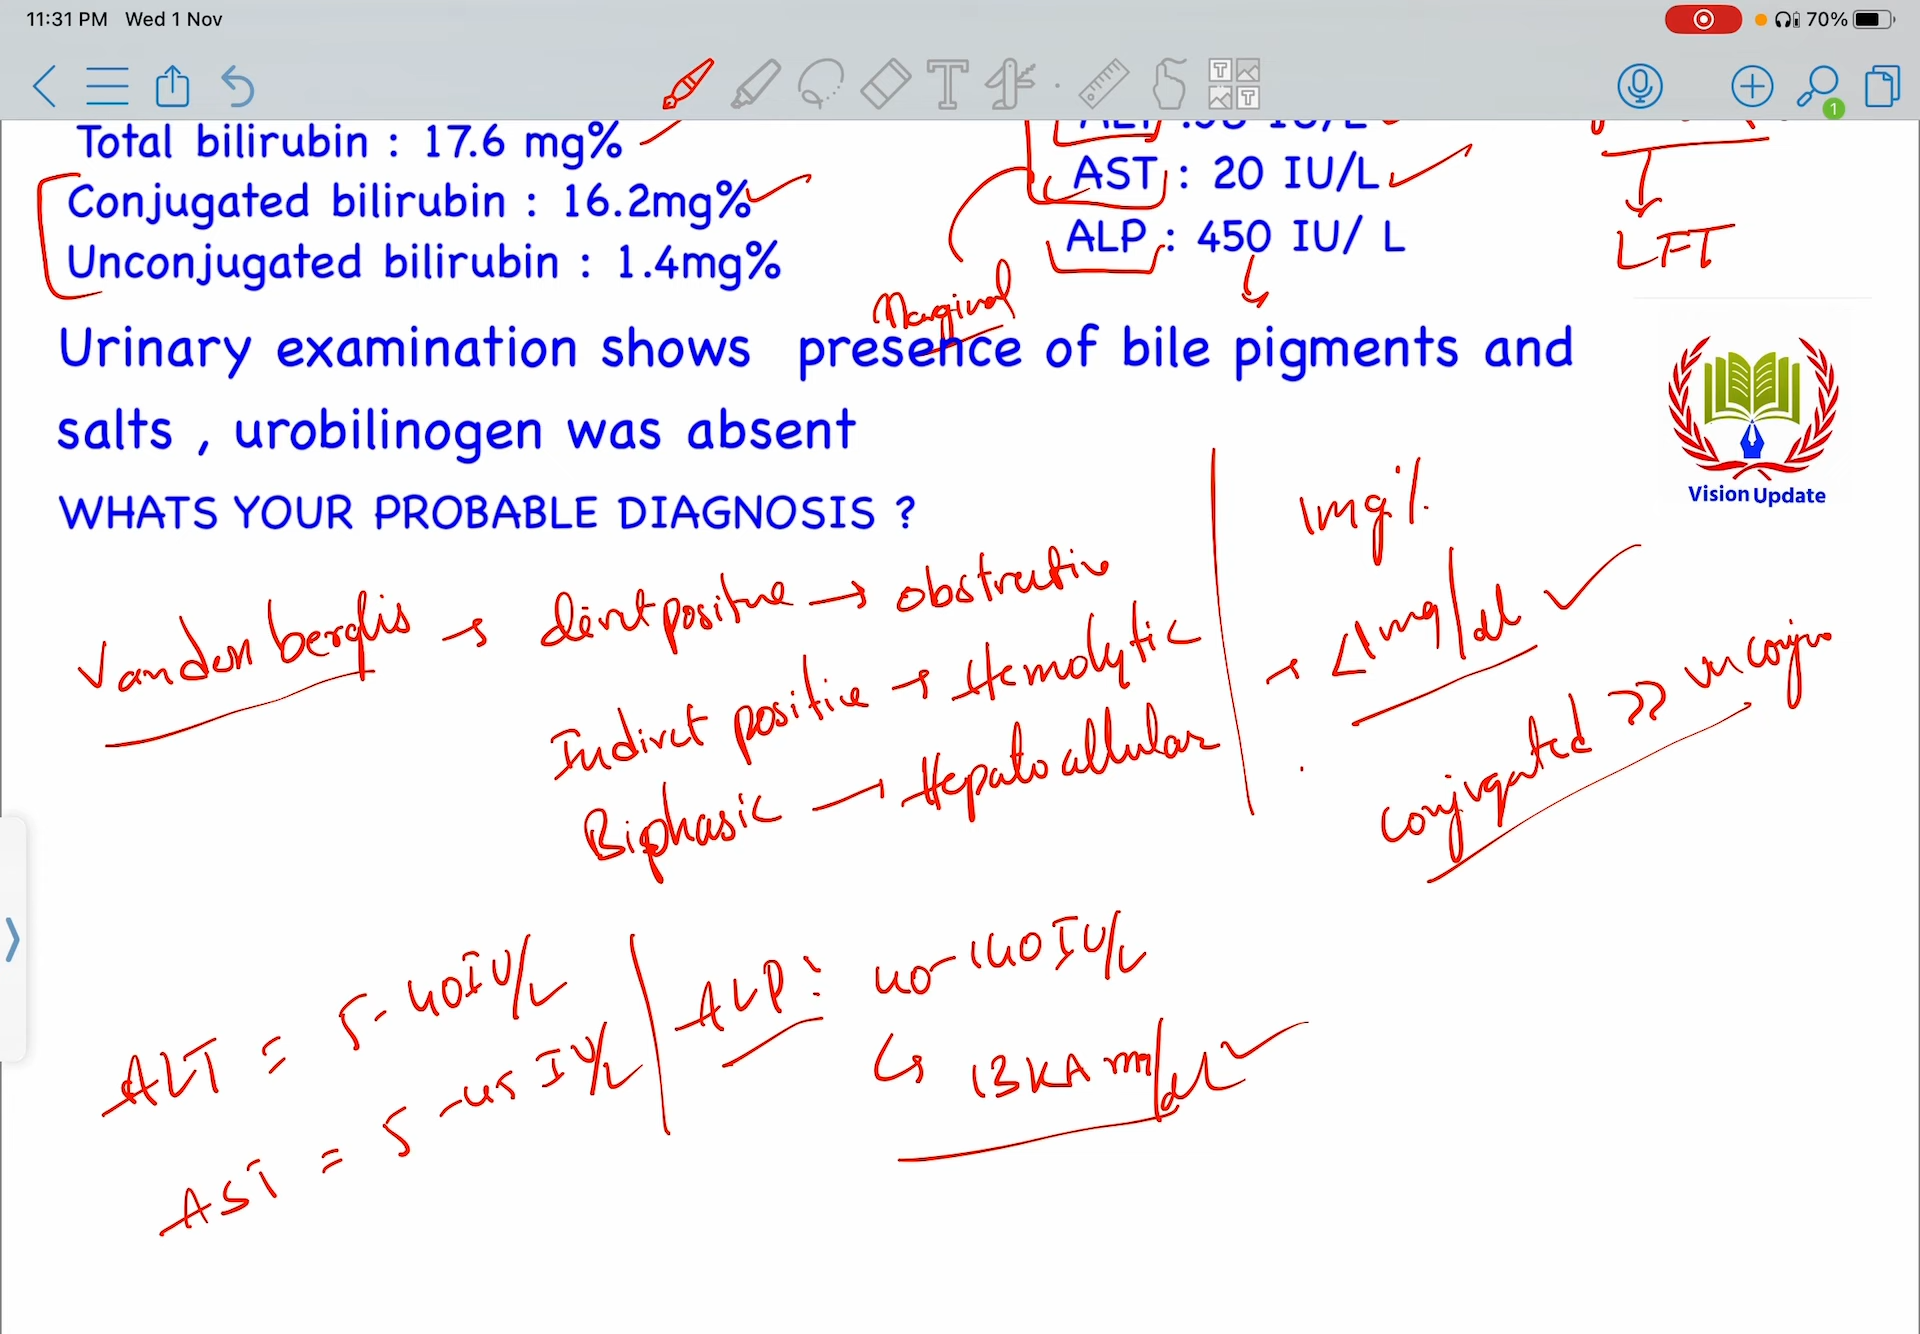 11:31 PM Wed 1 Nov
70%
1
Total bilirubin : 17.6 mg%
Conjugated bilirubin : 16.2mg%
AST : 20 IU/L
Unconjugated bilirubin : 1.4mg%
ALP : 450 IU/ L
LFT
Marginal
Urinary examination shows presence of bile pigments and
salts , urobilinogen was absent
WHATS YOUR PROBABLE DIAGNOSIS ?
Vision Update
1mg%
Vanden berghs → direct positive → obstructive
<1mg/dl
Indirect positive → Hemolytic
Biphasic → Hepatocellular
conjugated >> unconju
ALT = 5-40IU/L
ALP : 40-140IU/L
AST = 5-45 IU/L
13KA